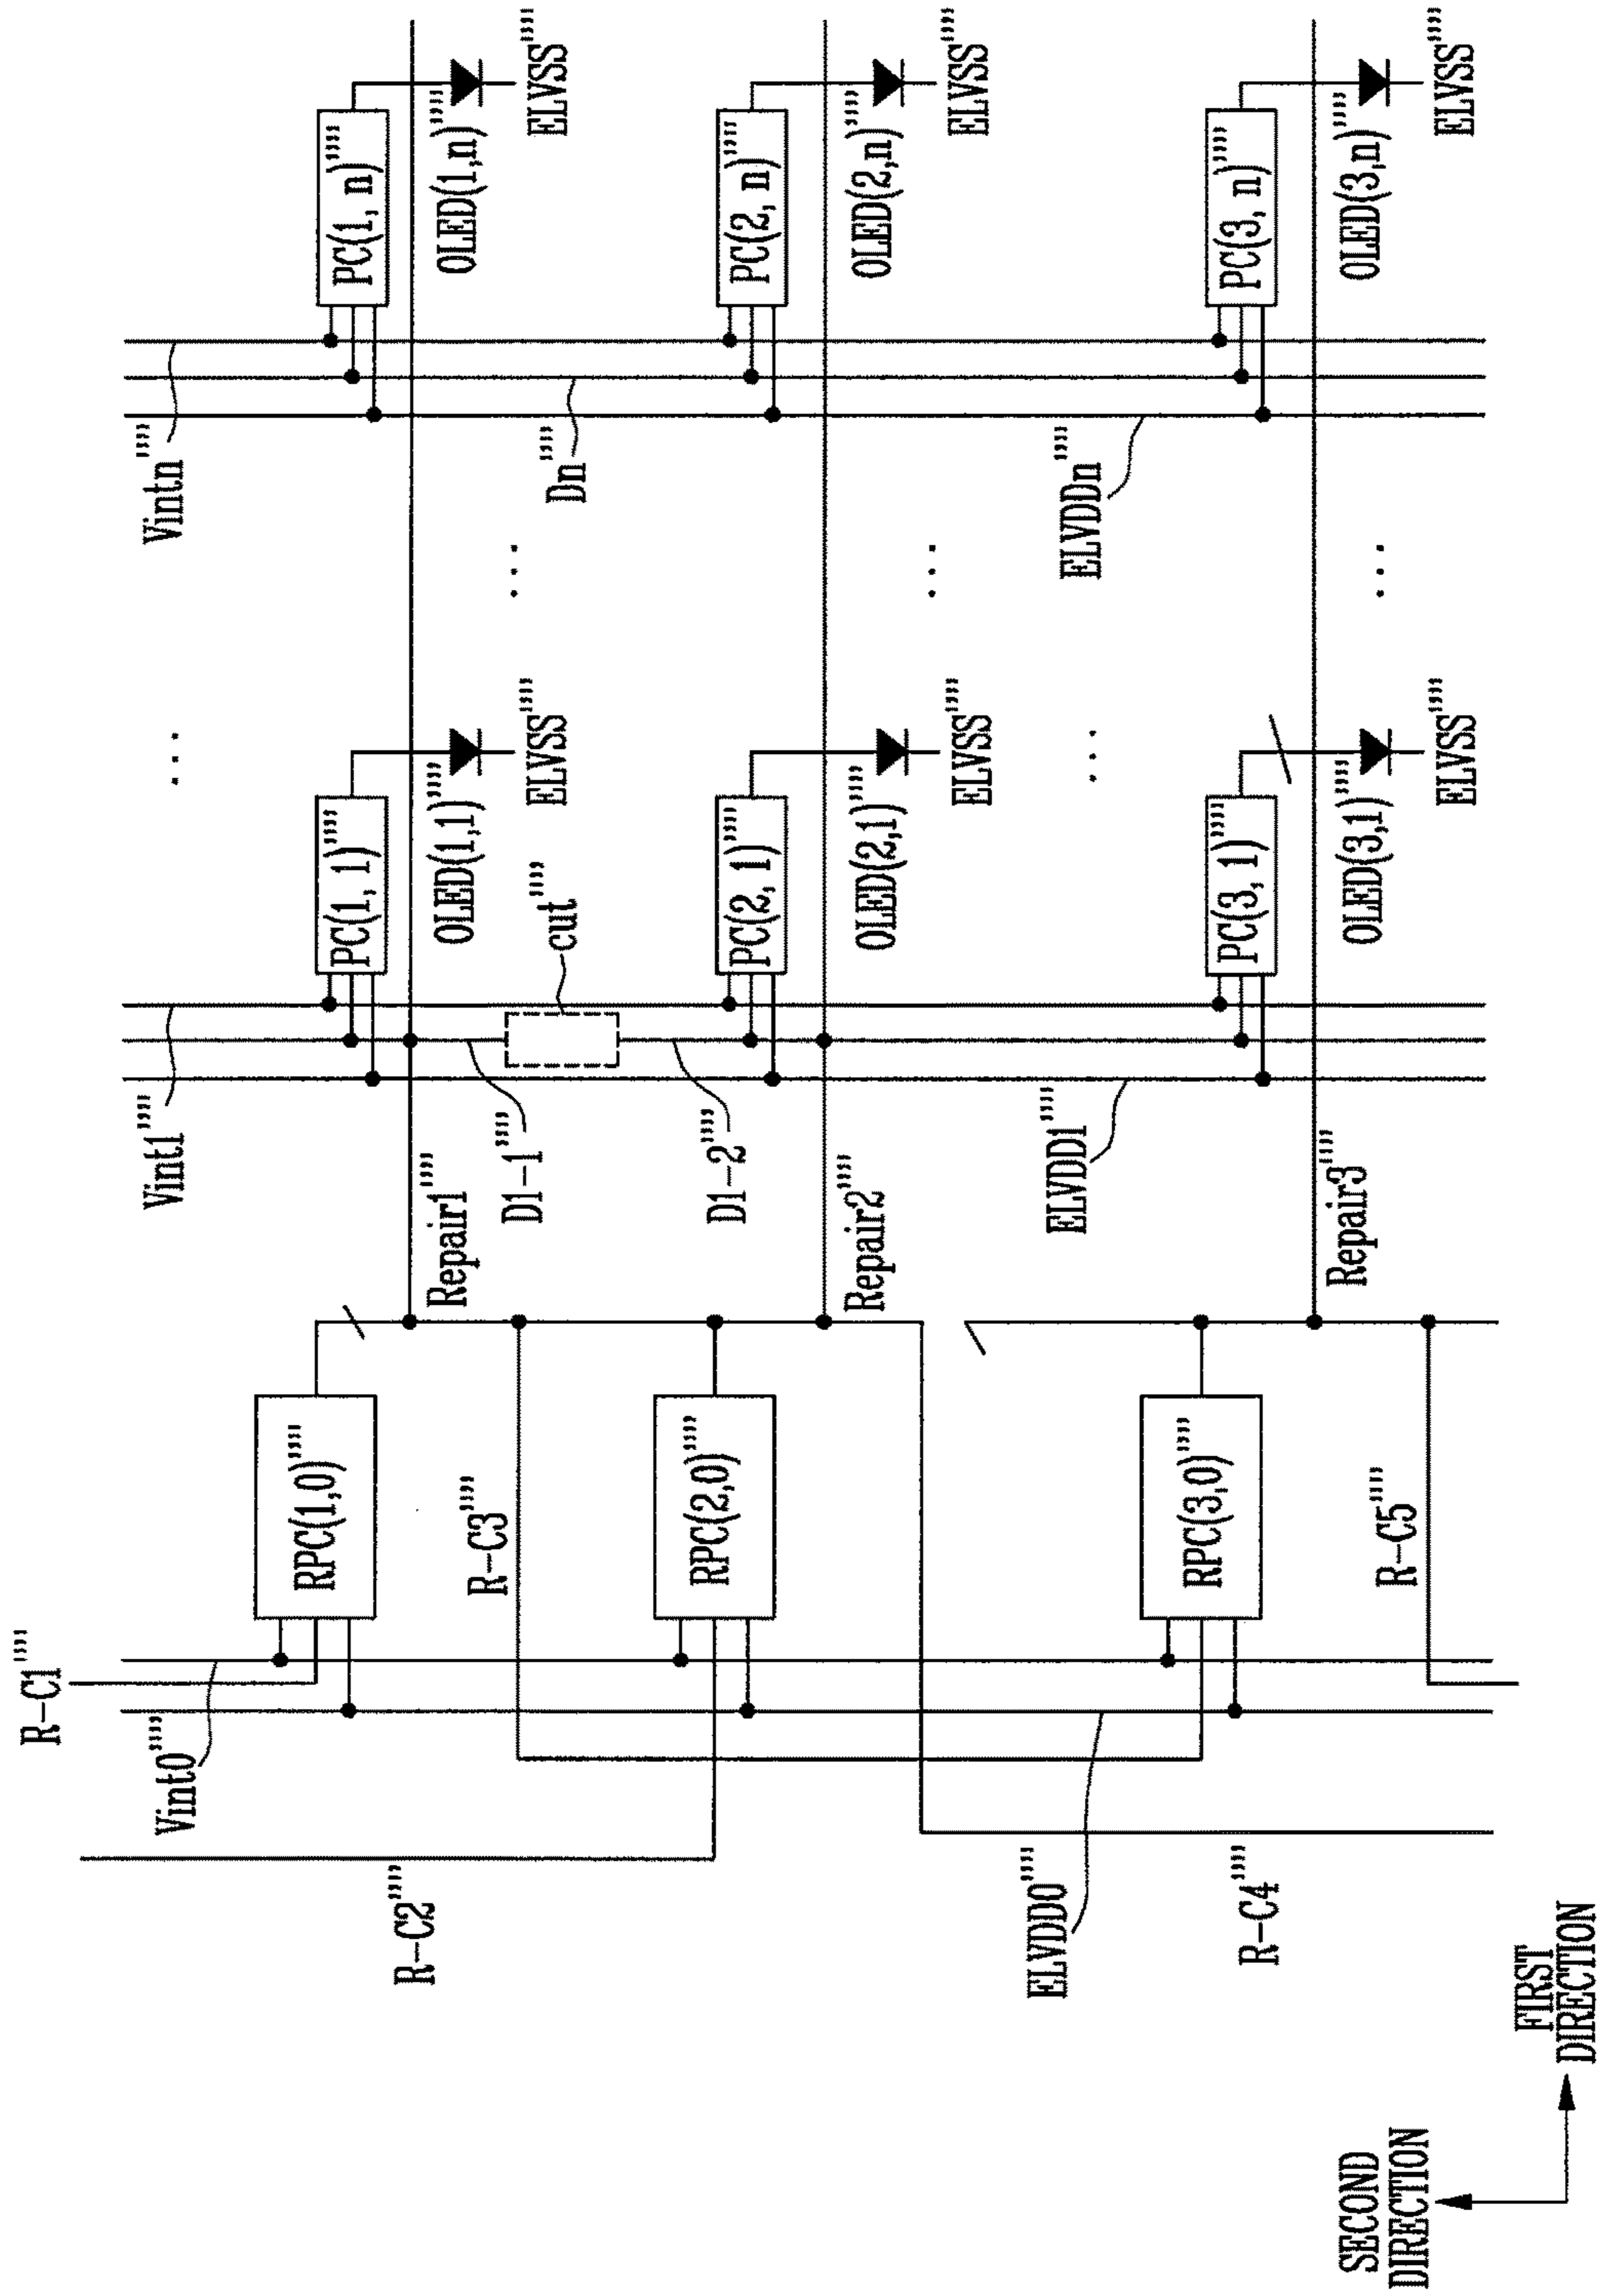 R-C1''''
Vint0''''
R-C2''''
RPC(1,0)''''
R-C3''''
RPC(2,0)''''
ELVDD0''''
RPC(3,0)''''
R-C5''''
R-C4''''
Repair1''''
Repair2''''
Repair3''''
Vint1''''
D1-1''''
D1-2''''
ELVDD1''''
cut''''
PC(1, 1)''''
OLED(1,1)''''
ELVSS''''
PC(2, 1)''''
OLED(2,1)''''
ELVSS''''
PC(3, 1)''''
OLED(3,1)''''
ELVSS''''
...
...
...
...
...
Vintn''''
Dn''''
ELVDDn''''
PC(1, n)''''
OLED(1,n)''''
ELVSS''''
PC(2, n)''''
OLED(2,n)''''
ELVSS''''
PC(3, n)''''
OLED(3,n)''''
ELVSS''''
SECOND
DIRECTION
FIRST
DIRECTION